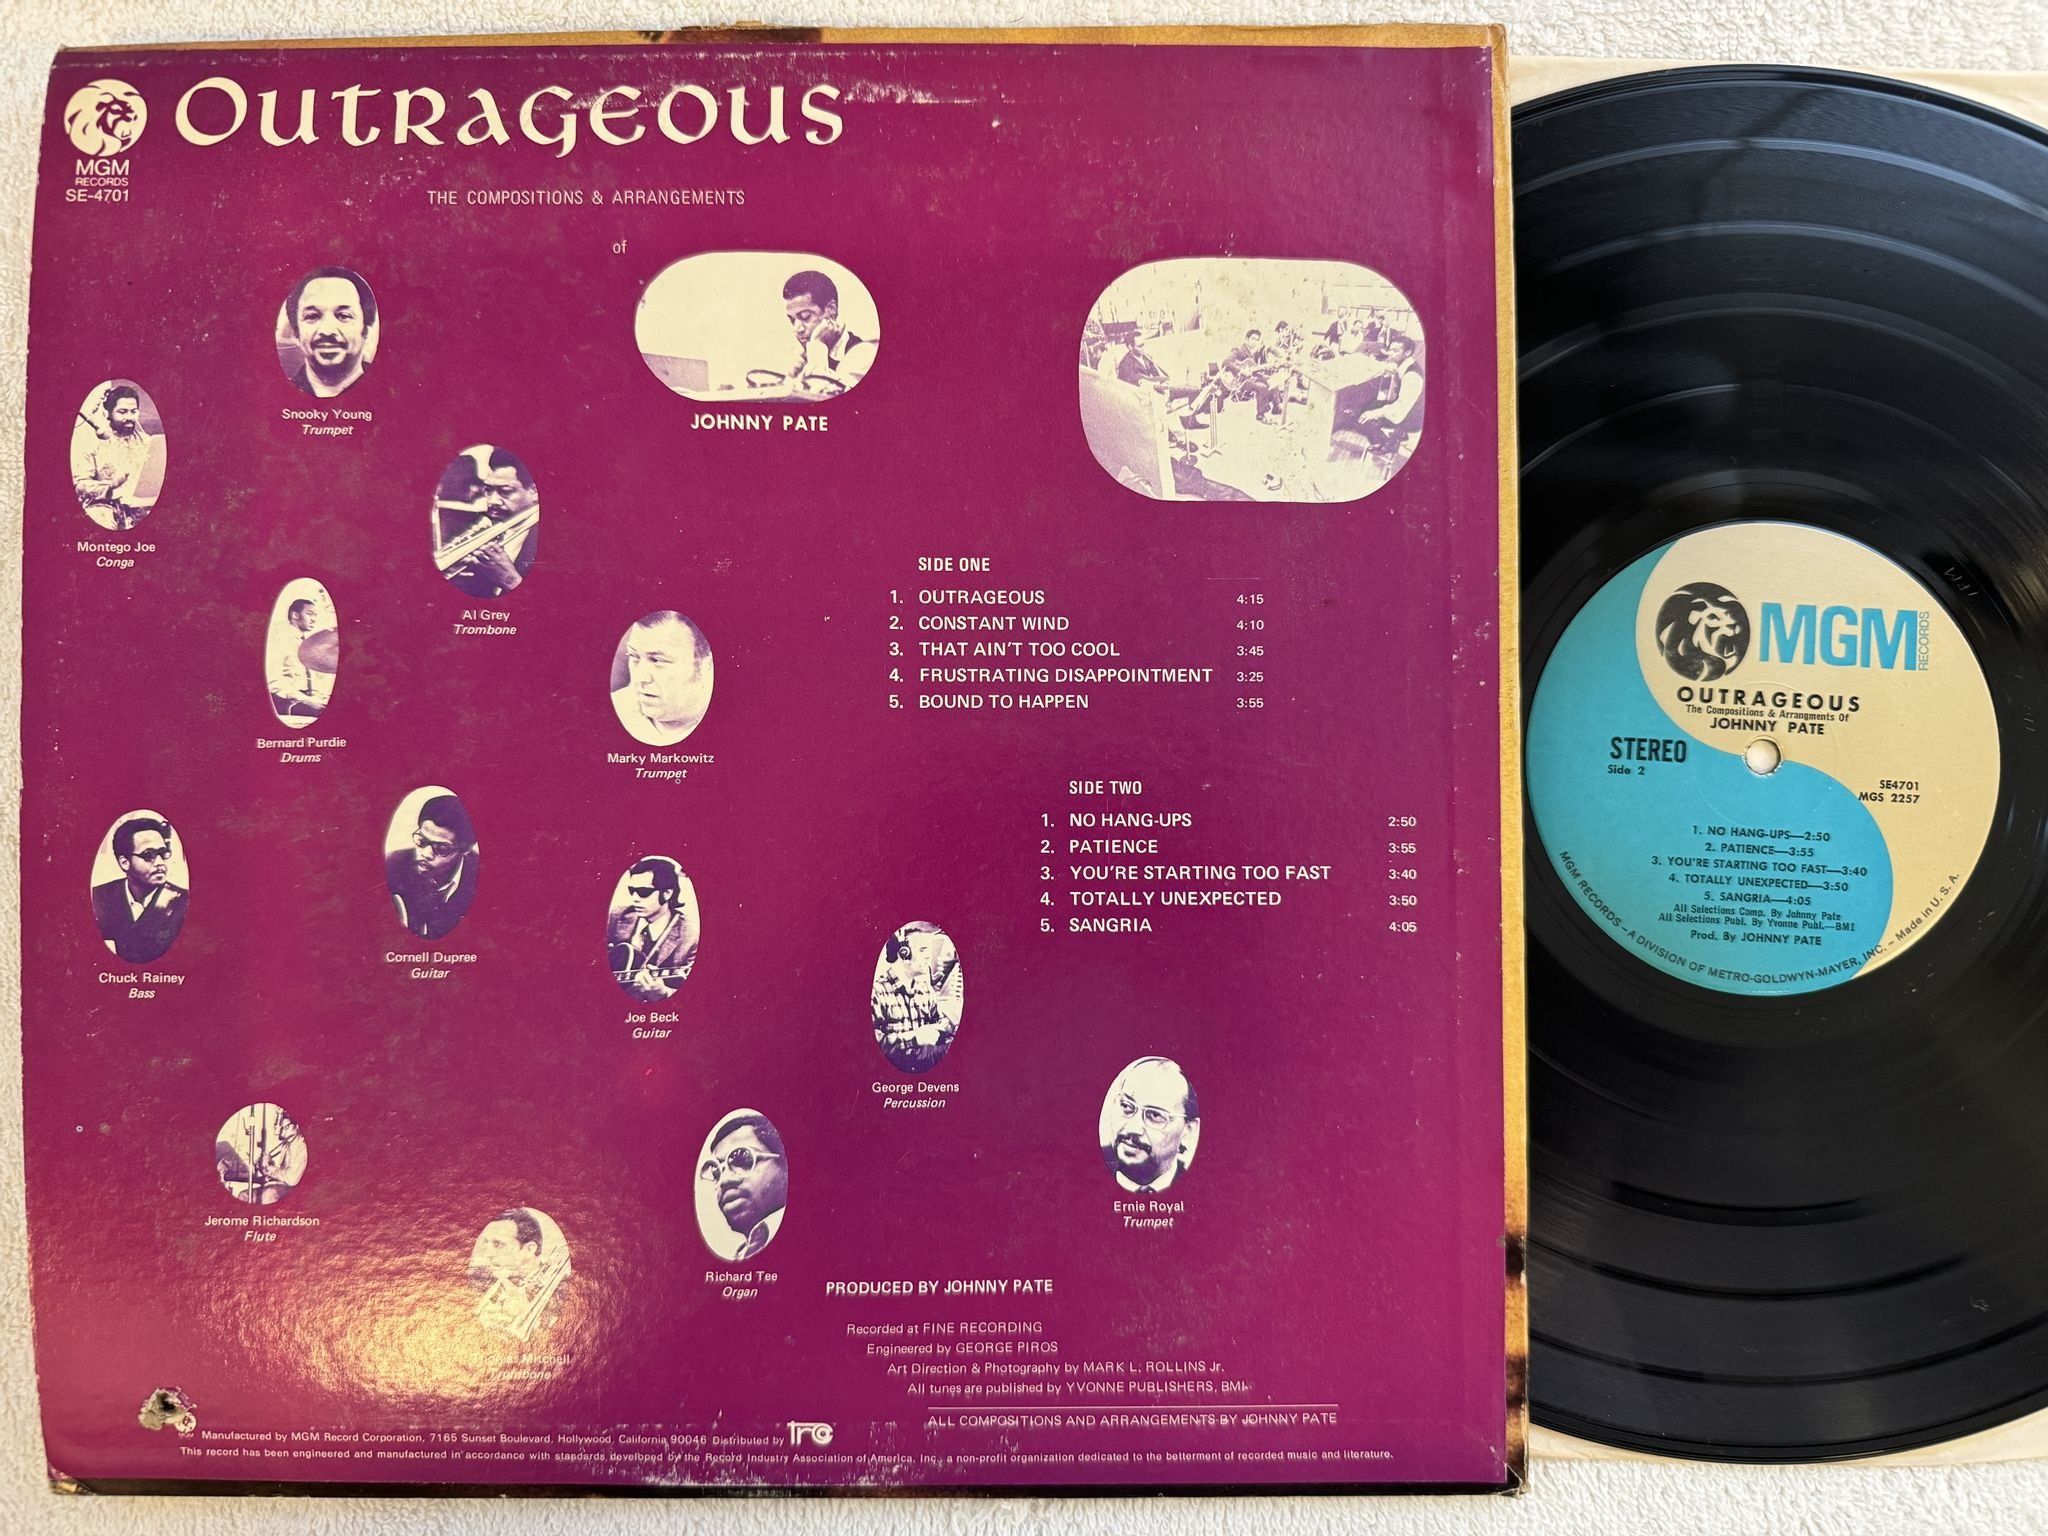 OUTRAGEOUS
MGM
RECORDS
SE-4701
THE COMPOSITIONS & ARRANGEMENTS
of
JOHNNY PATE
Snooky Young
Trumpet
Montego Joe
Conga
Al Grey
Trombone
Bernard Purdie
Drums
Marky Markowitz
Trumpet
Chuck Rainey
Bass
Cornell Dupree
Guitar
Joe Beck
Guitar
George Devens
Percussion
Jerome Richardson
Flute
Richard Tee
Organ
Ernie Royal
Trumpet
Mitchell
Trombone
SIDE ONE
1. OUTRAGEOUS 4:15
2. CONSTANT WIND 4:10
3. THAT AIN'T TOO COOL 3:45
4. FRUSTRATING DISAPPOINTMENT 3:25
5. BOUND TO HAPPEN 3:55
SIDE TWO
1. NO HANG-UPS 2:50
2. PATIENCE 3:55
3. YOU'RE STARTING TOO FAST 3:40
4. TOTALLY UNEXPECTED 3:50
5. SANGRIA 4:05
PRODUCED BY JOHNNY PATE
Recorded at FINE RECORDING
Engineered by GEORGE PIROS
Art Direction & Photography by MARK L. ROLLINS Jr.
All tunes are published by YVONNE PUBLISHERS, BMI
ALL COMPOSITIONS AND ARRANGEMENTS BY JOHNNY PATE
MGM Manufactured by MGM Record Corporation, 7165 Sunset Boulevard, Hollywood, California 90046 Distributed by trc
This record has been engineered and manufactured in accordance with standards developed by the Record Industry Association of America, Inc., a non-profit organization dedicated to the betterment of recorded music and literature.
MGM RECORDS
OUTRAGEOUS
The Compositions & Arrangments Of
JOHNNY PATE
STEREO
Side 2
SE4701
MGS 2257
1. NO HANG-UPS—2:50
2. PATIENCE—3:55
3. YOU'RE STARTING TOO FAST—3:40
4. TOTALLY UNEXPECTED—3:50
5. SANGRIA—4:05
All Selections Comp. By Johnny Pate
All Selections Publ. By Yvonne Publ.—BMI
Prod. By JOHNNY PATE
MGM RECORDS – A DIVISION OF METRO-GOLDWYN-MAYER, INC. – Made in U. S. A.